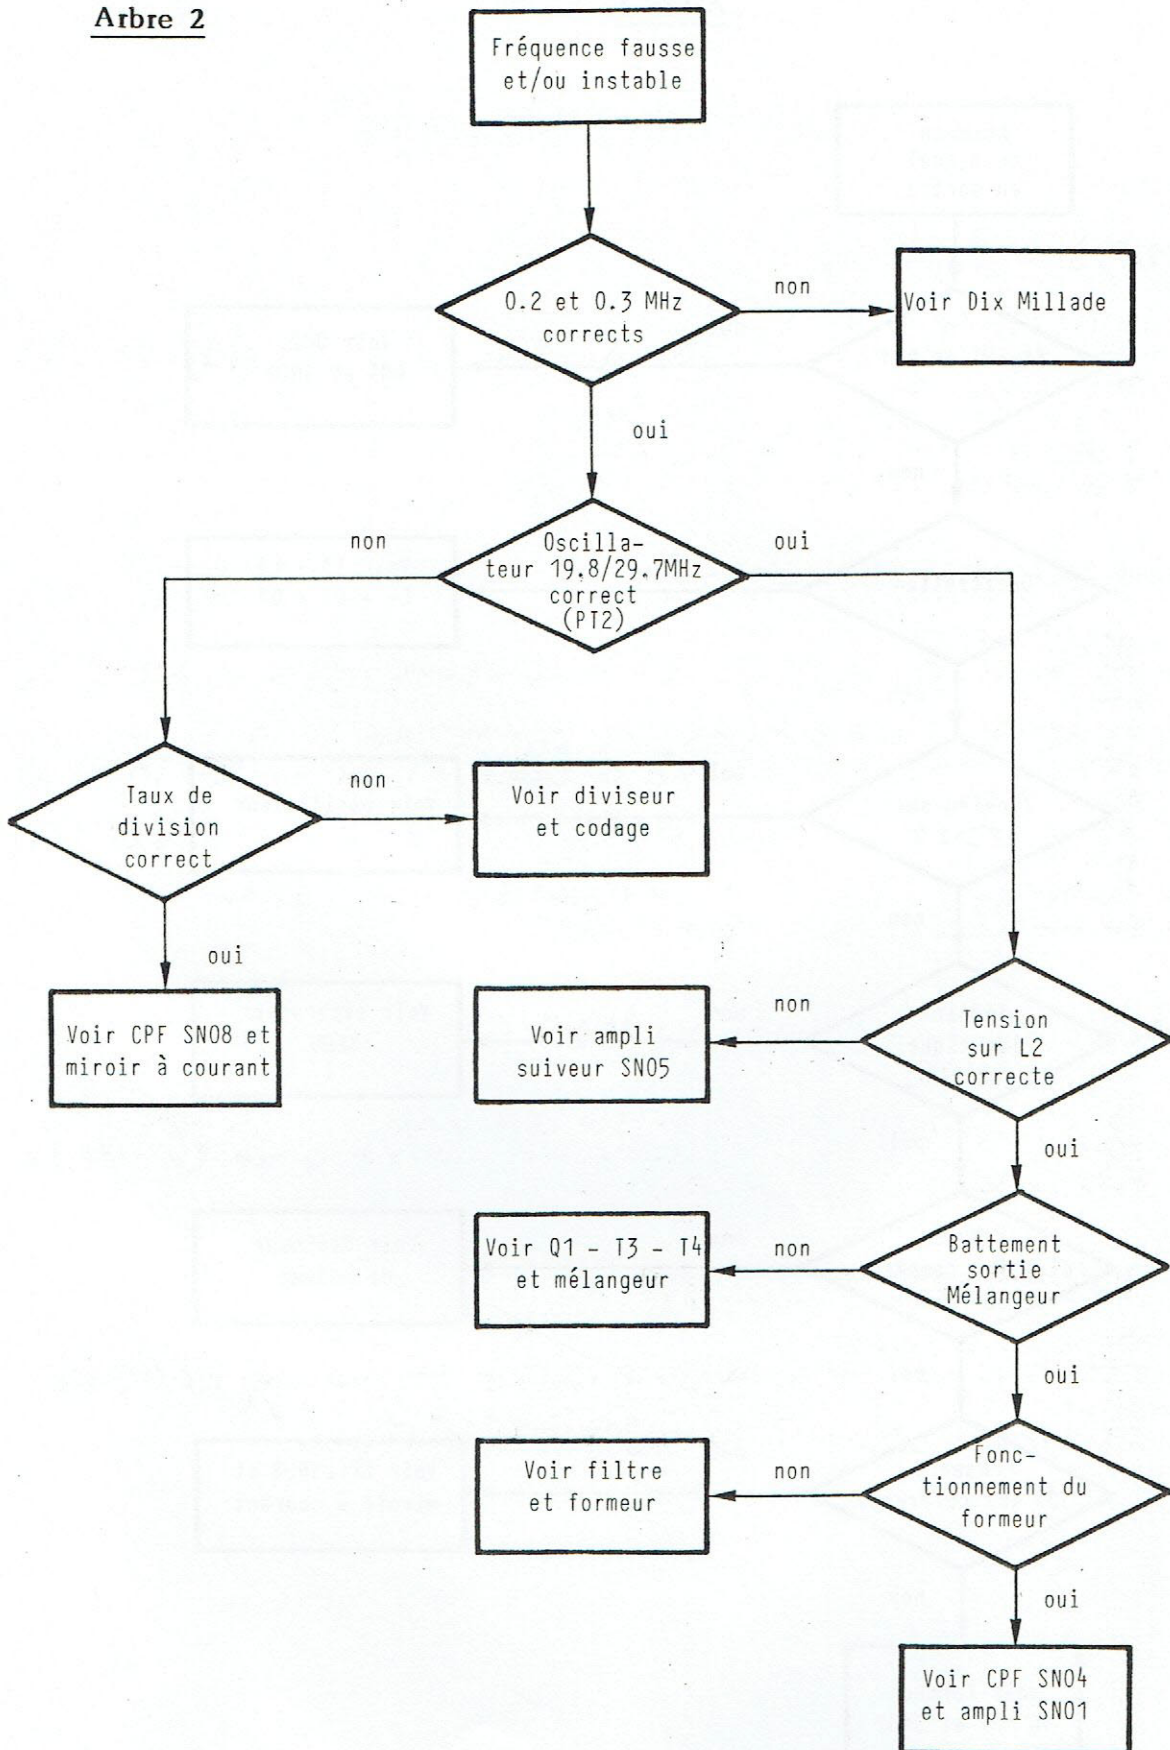 Arbre 2
Fréquence fausse
et/ou instable
0.2 et 0.3 MHz
corrects
non
Voir Dix Millade
oui
non
Oscilla-
teur 19.8/29.7MHz
correct
(PT2)
oui
Taux de
division
correct
non
Voir diviseur
et codage
oui
Voir CPF SN08 et
miroir à courant
Tension
sur L2
correcte
non
Voir ampli
suiveur SN05
oui
Battement
sortie
Mélangeur
non
Voir Q1 - T3 - T4
et mélangeur
oui
Fonc-
tionnement du
formeur
non
Voir filtre
et formeur
oui
Voir CPF SN04
et ampli SN01